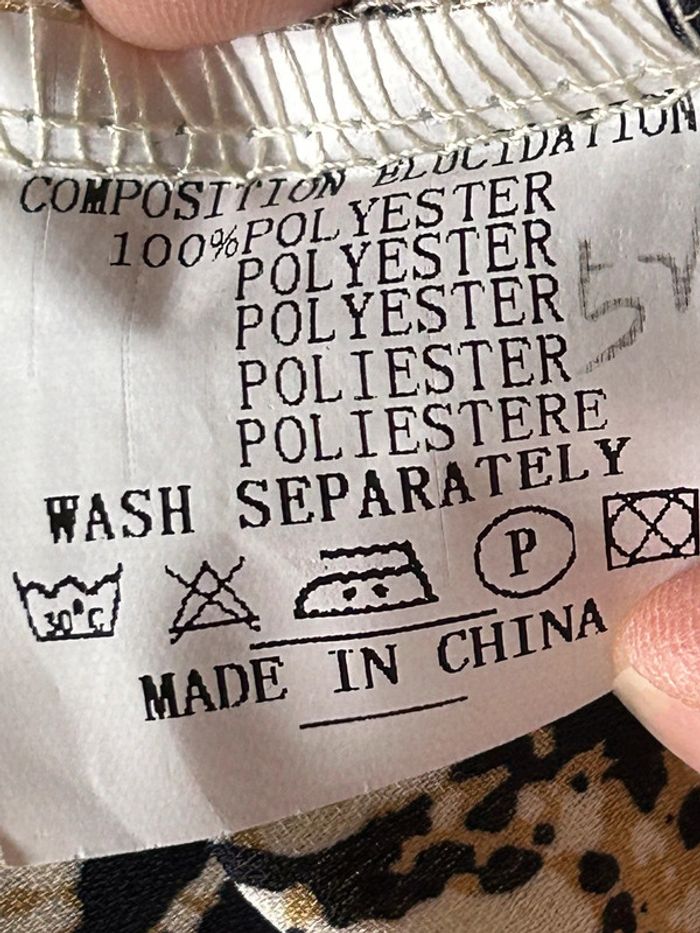 COMPOSITION ELUCIDATION
100%POLYESTER
POLYESTER
POLYESTER
POLIESTER
POLIESTERE
WASH SEPARATELY
30°C P
MADE IN CHINA